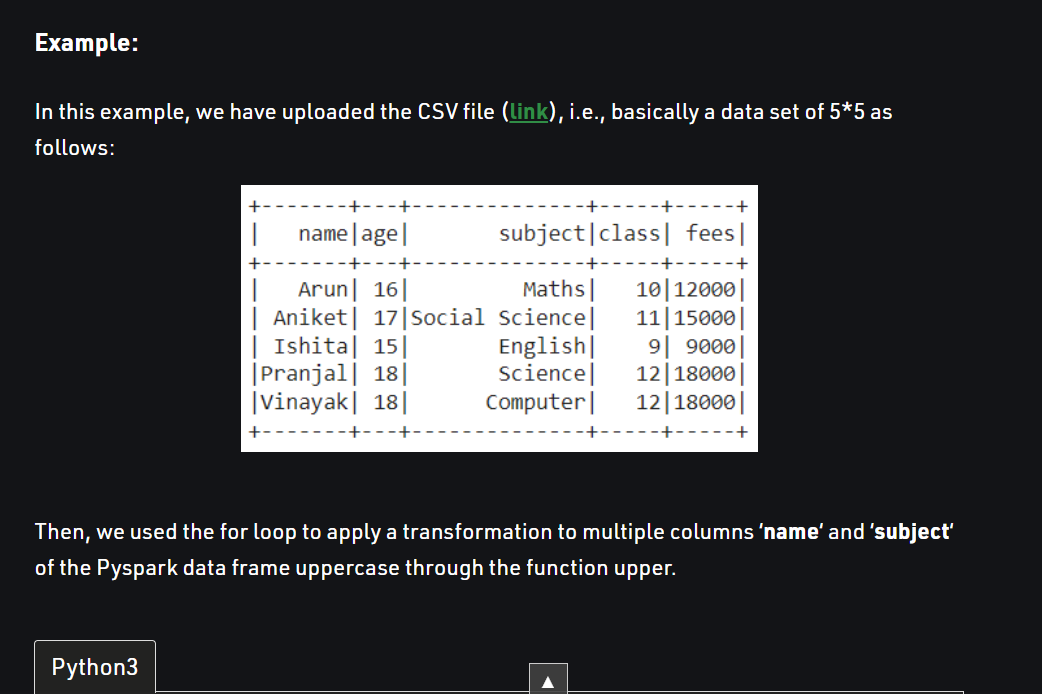 Example:
In this example, we have uploaded the CSV file (link), i.e., basically a data set of 5*5 as
follows:
+-------+---+--------------+-----+-----+
|   name|age|       subject|class| fees|
+-------+---+--------------+-----+-----+
|   Arun| 16|         Maths|   10|12000|
| Aniket| 17|Social Science|   11|15000|
| Ishita| 15|       English|    9| 9000|
|Pranjal| 18|       Science|   12|18000|
|Vinayak| 18|      Computer|   12|18000|
+-------+---+--------------+-----+-----+
Then, we used the for loop to apply a transformation to multiple columns ‘name‘ and ‘subject‘
of the Pyspark data frame uppercase through the function upper.
Python3
▲